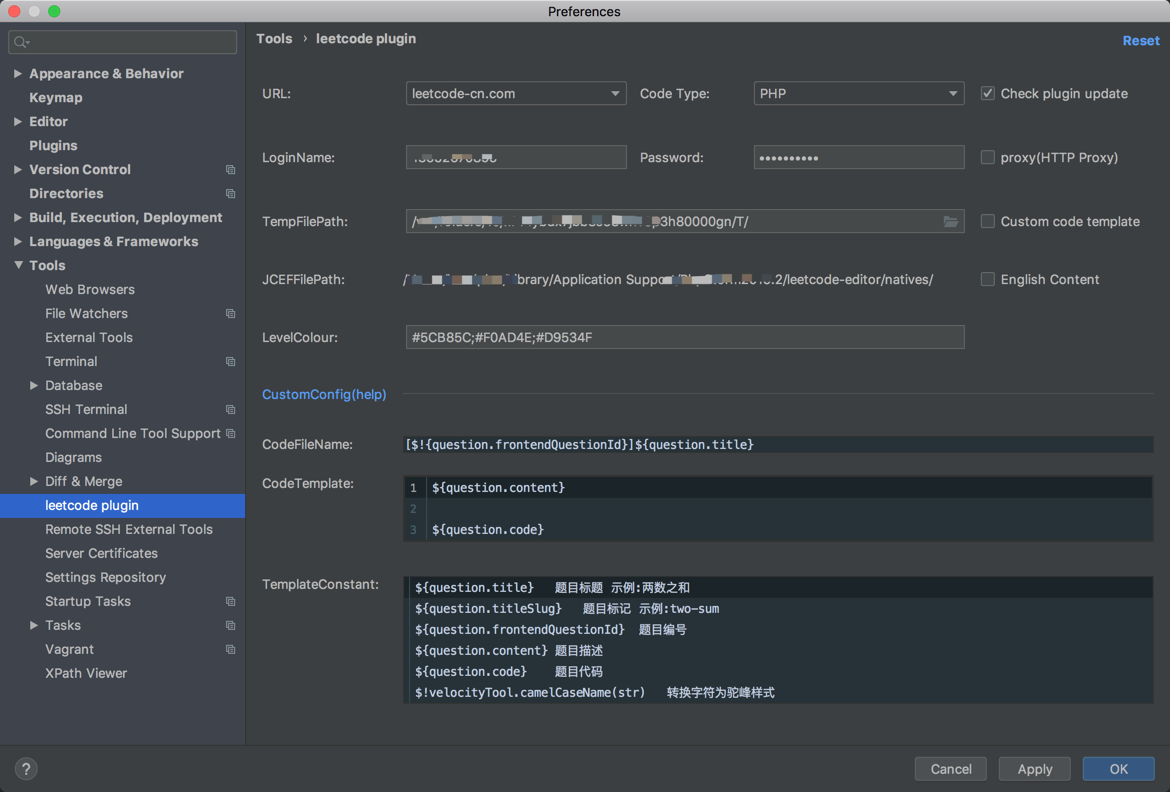 Preferences
Tools › leetcode plugin
Reset
Appearance & Behavior
Keymap
Editor
Plugins
Version Control
Directories
Build, Execution, Deployment
Languages & Frameworks
Tools
Web Browsers
File Watchers
External Tools
Terminal
Database
SSH Terminal
Command Line Tool Support
Diagrams
Diff & Merge
leetcode plugin
Remote SSH External Tools
Server Certificates
Settings Repository
Startup Tasks
Tasks
Vagrant
XPath Viewer
URL: leetcode-cn.com Code Type: PHP Check plugin update
LoginName: Password: •••••••••• proxy(HTTP Proxy)
TempFilePath: 3h80000gn/T/ Custom code template
JCEFFilePath: brary/Application Suppo .2/leetcode-editor/natives/ English Content
LevelColour: #5CB85C;#F0AD4E;#D9534F
CustomConfig(help)
CodeFileName: [$!{question.frontendQuestionId}]${question.title}
CodeTemplate:
1 ${question.content}
2
3 ${question.code}
TemplateConstant:
${question.title} 题目标题 示例:两数之和
${question.titleSlug} 题目标记 示例:two-sum
${question.frontendQuestionId} 题目编号
${question.content} 题目描述
${question.code} 题目代码
$!velocityTool.camelCaseName(str) 转换字符为驼峰样式
?
Cancel
Apply
OK